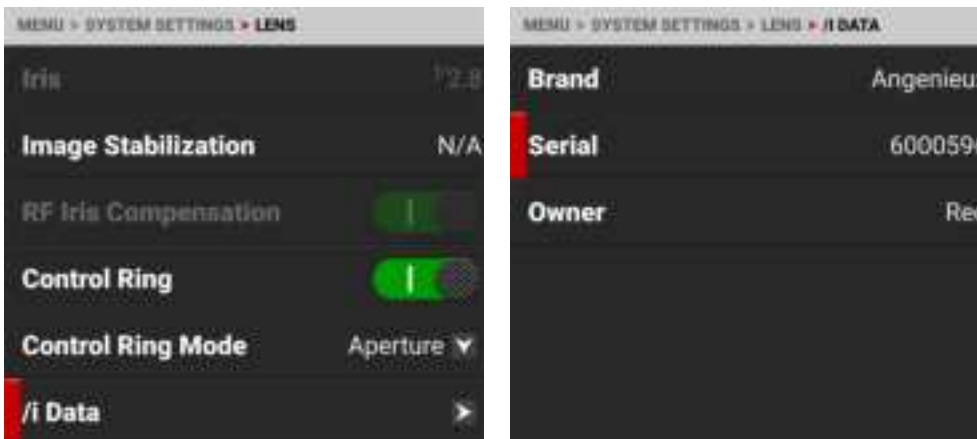 MENU > SYSTEM SETTINGS > LENS
Iris
Image Stabilization N/A
RF Iris Compensation
Control Ring
Control Ring Mode Aperture
/i Data
MENU > SYSTEM SETTINGS > LENS > /I DATA
Brand
Serial
Owner